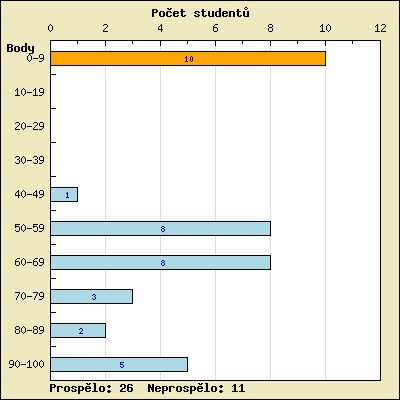 Počet studentů
0 2 4 6 8 10 12
Body
0-9 10
10-19
20-29
30-39
40-49 1
50-59 8
60-69 8
70-79 3
80-89 2
90-100 5
Prospělo: 26 Neprospělo: 11